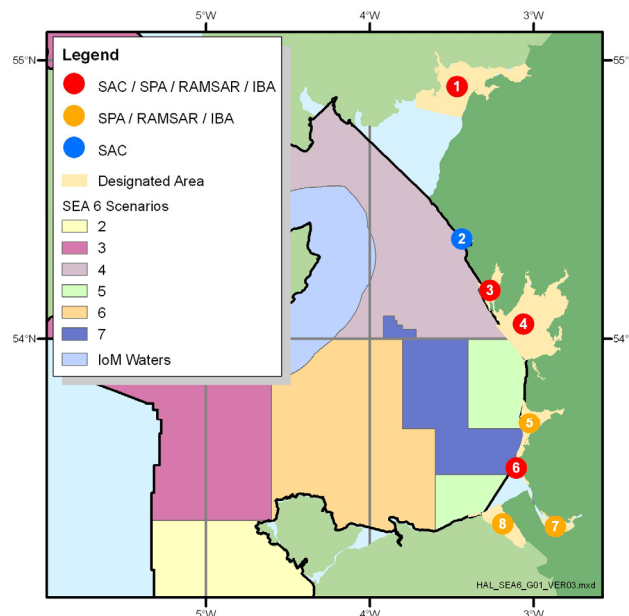 5°W 4°W 3°W
55°N 55°N
Legend
SAC / SPA / RAMSAR / IBA
SPA / RAMSAR / IBA
SAC
Designated Area
SEA 6 Scenarios
2
3
4
5
6
7
IoM Waters
1
2
3
4
54°N 54°N
5
6
8 7
HAL_SEA6_G01_VER03.mxd
5°W 4°W 3°W